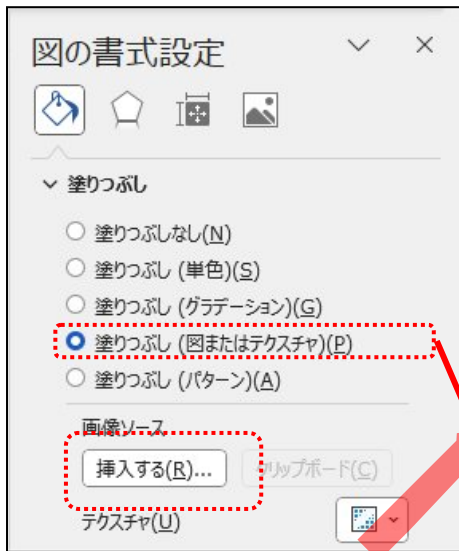 図の書式設定
塗りつぶし
塗りつぶしなし(N)
塗りつぶし (単色)(S)
塗りつぶし (グラデーション)(G)
塗りつぶし (図またはテクスチャ)(P)
塗りつぶし (パターン)(A)
画像ソース
挿入する(R)... クリップボード(C)
テクスチャ(U)